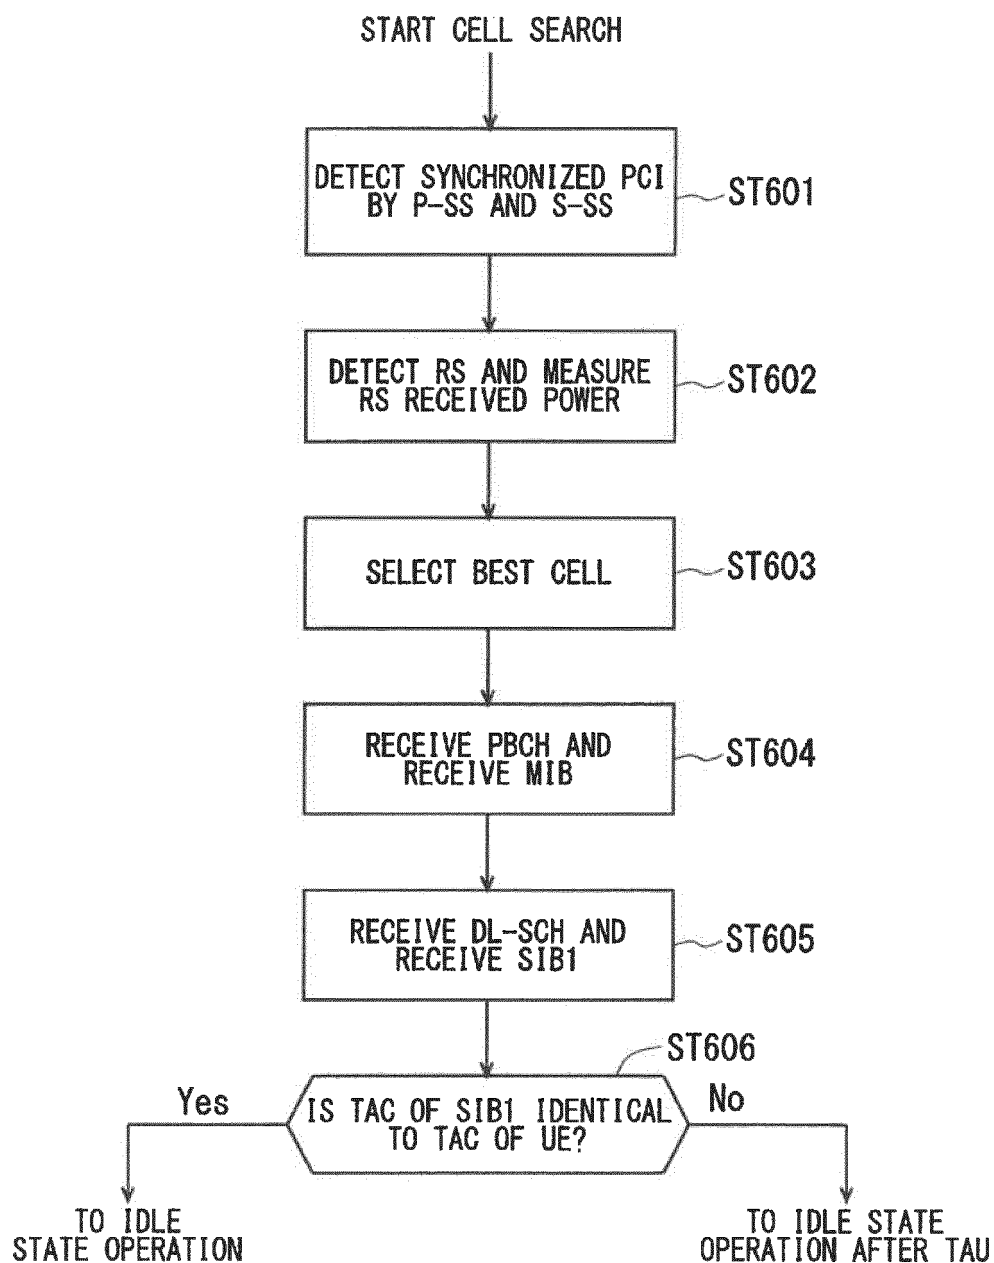 START CELL SEARCH
DETECT SYNCHRONIZED PCI
BY P-SS AND S-SS
ST601
DETECT RS AND MEASURE
RS RECEIVED POWER
ST602
SELECT BEST CELL
ST603
RECEIVE PBCH AND
RECEIVE MIB
ST604
RECEIVE DL-SCH AND
RECEIVE SIB1
ST605
ST606
Yes
IS TAC OF SIB1 IDENTICAL
TO TAC OF UE?
No
TO IDLE
STATE OPERATION
TO IDLE STATE
OPERATION AFTER TAU